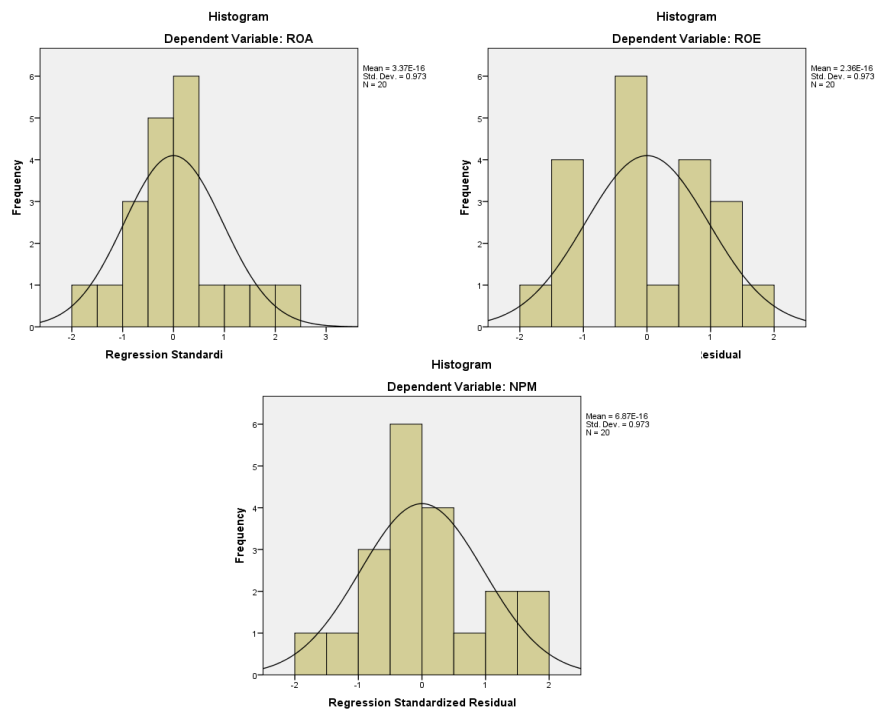 Histogram
Dependent Variable: ROA
Mean = 3.37E-16
Std. Dev. = 0.973
N = 20
Frequency
6
5
4
3
2
1
0
-2 -1 0 1 2 3
Regression Standardi
Histogram
Dependent Variable: ROE
Mean = 2.36E-16
Std. Dev. = 0.973
N = 20
Frequency
6
5
4
3
2
1
0
-2 -1 0 1 2
esidual
Histogram
Dependent Variable: NPM
Mean = 6.87E-16
Std. Dev. = 0.973
N = 20
Frequency
6
5
4
3
2
1
0
-2 -1 0 1 2
Regression Standardized Residual